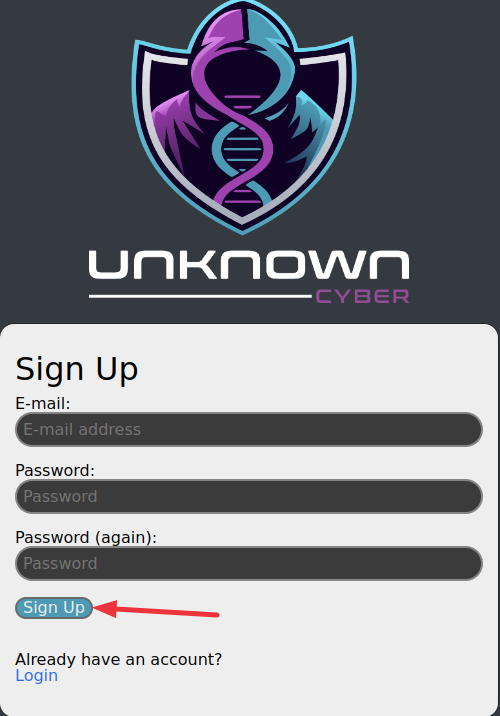 UNKNOWN
CYBER
Sign Up
E-mail:
E-mail address
Password:
Password
Password (again):
Password
Sign Up
Already have an account?
Login